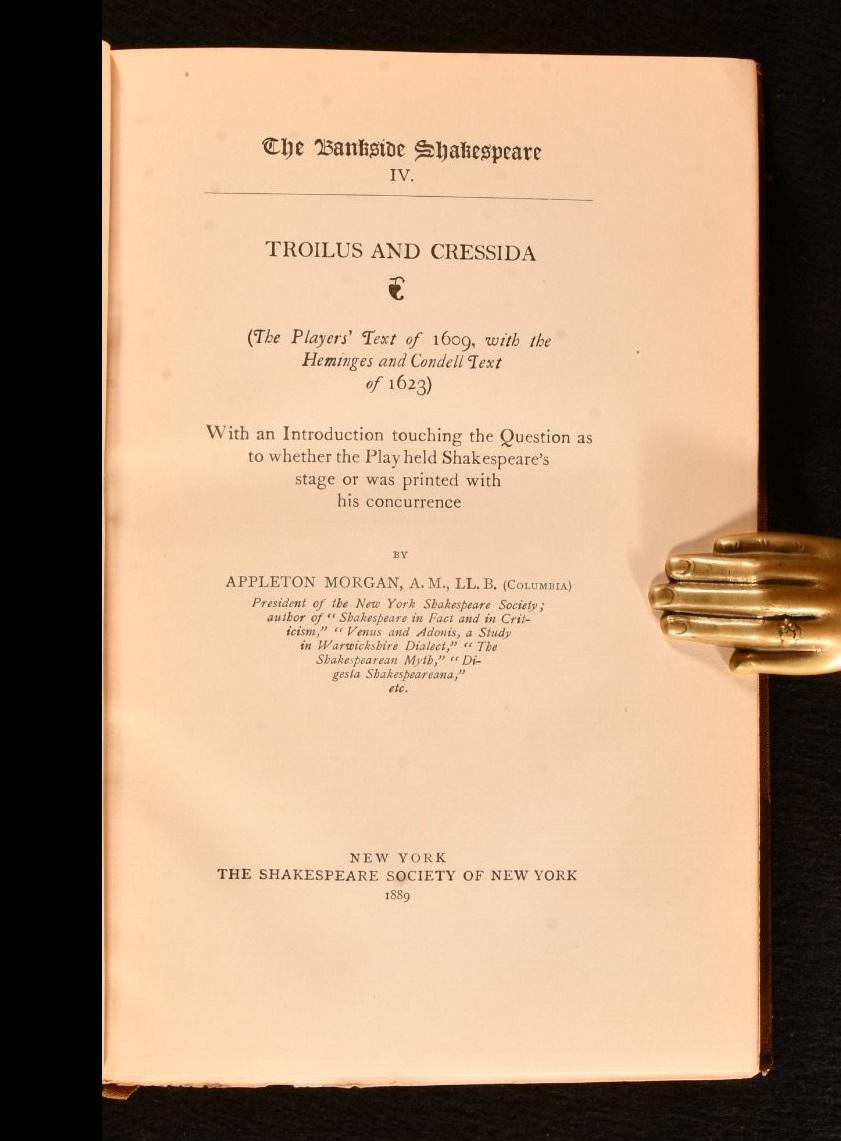 The Bankside Shakespeare
IV.
TROILUS AND CRESSIDA
(The Players' Text of 1609, with the
Heminges and Condell Text
of 1623)
With an Introduction touching the Question as
to whether the Play held Shakespeare's
stage or was printed with
his concurrence
BY
APPLETON MORGAN, A. M., LL. B. (COLUMBIA)
President of the New York Shakespeare Society;
author of "Shakespeare in Fact and in Crit-
icism," "Venus and Adonis, a Study
in Warwickshire Dialect," "The
Shakespearean Myth," "Di-
gesta Shakespeareana,"
etc.
NEW YORK
THE SHAKESPEARE SOCIETY OF NEW YORK
1889